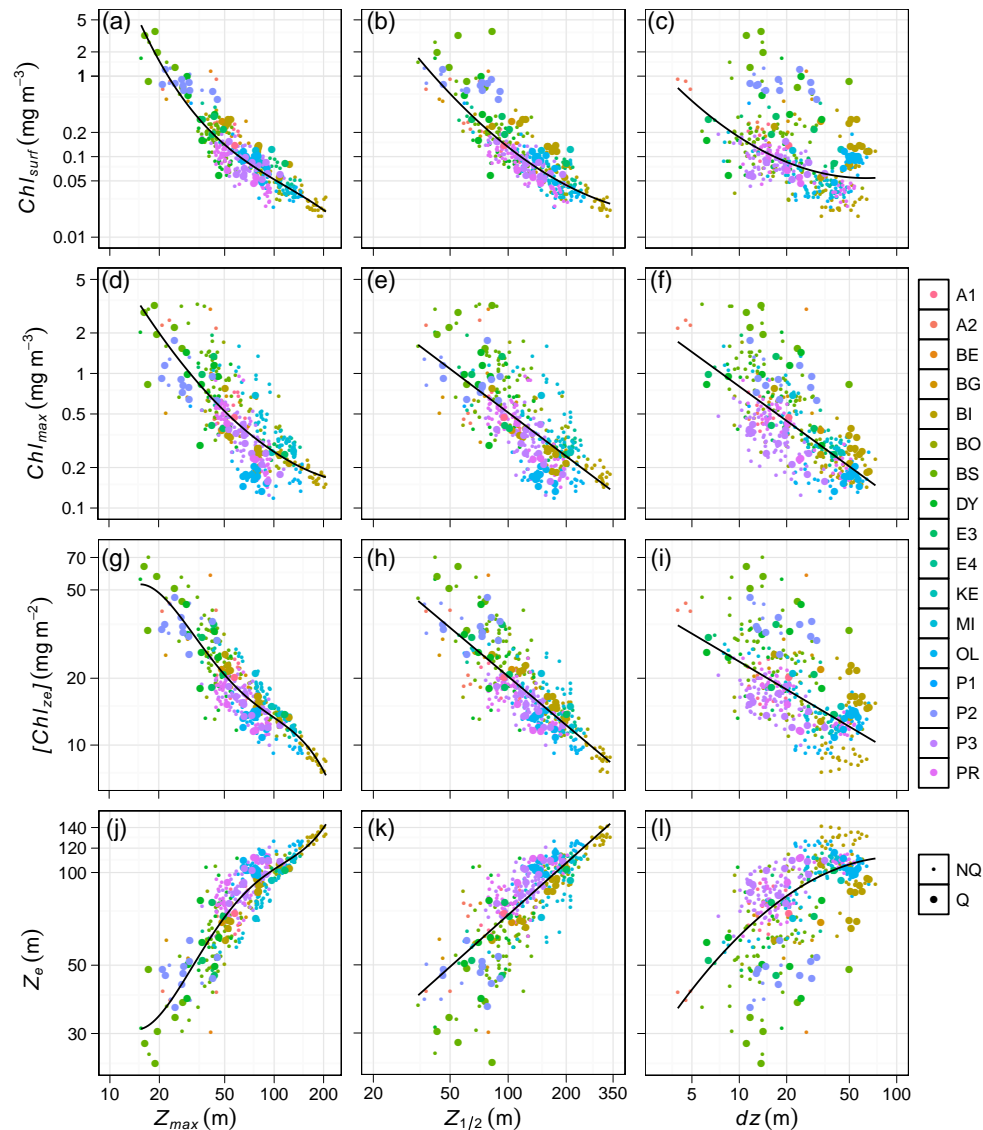 (a) (b) (c)
Chl_surf (mg m⁻³)
5
1
0.2
0.1
0.05
0.01
(d) (e) (f)
Chl_max (mg m⁻³)
5
2
1
0.5
0.2
0.1
(g) (h) (i)
[Chl_ze] (mg m⁻²)
70
50
20
10
(j) (k) (l)
Z_e (m)
140
120
100
50
30
10 20 50 100 200
20 50 100 200 350
5 10 20 50 100
Z_max (m) Z_1/2 (m) dz (m)
A1
A2
BE
BG
BI
BO
BS
DY
E3
E4
KE
MI
OL
P1
P2
P3
PR
NQ
Q